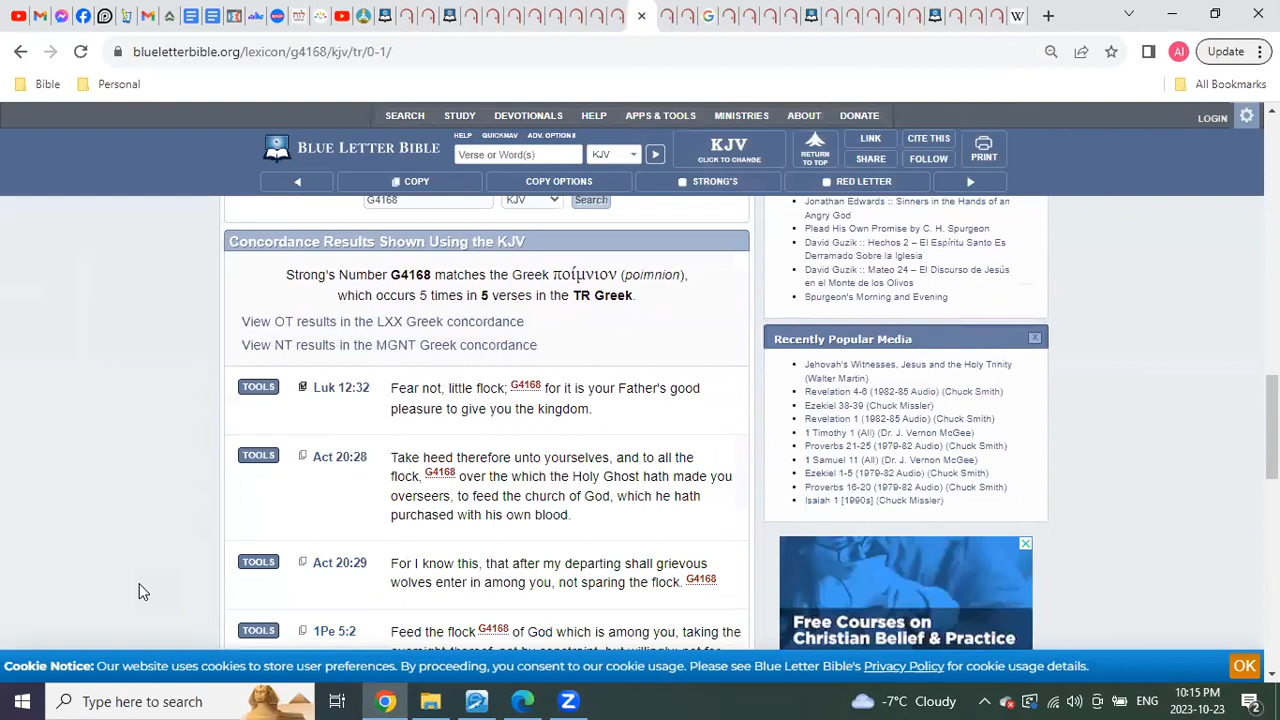 blueletterbible.org/lexicon/g4168/kjv/tr/0-1/
AI
Update
Bible
Personal
All Bookmarks
SEARCH STUDY DEVOTIONALS HELP APPS & TOOLS MINISTRIES ABOUT DONATE
LOGIN
BLUE LETTER BIBLE
HELP QUICKNAV ADV. OPTIONS
Verse or Word(s)
KJV
KJV
CLICK TO CHANGE
RETURN
TO TOP
LINK
CITE THIS
SHARE
FOLLOW
PRINT
COPY
COPY OPTIONS
STRONG'S
RED LETTER
G4168
KJV
Search
Concordance Results Shown Using the KJV
Strong's Number G4168 matches the Greek ποίμνιον (poimnion),
which occurs 5 times in 5 verses in the TR Greek.
View OT results in the LXX Greek concordance
View NT results in the MGNT Greek concordance
TOOLS
Luk 12:32
Fear not, little flock; G4168 for it is your Father's good
pleasure to give you the kingdom.
TOOLS
Act 20:28
Take heed therefore unto yourselves, and to all the
flock, G4168 over the which the Holy Ghost hath made you
overseers, to feed the church of God, which he hath
purchased with his own blood.
TOOLS
Act 20:29
For I know this, that after my departing shall grievous
wolves enter in among you, not sparing the flock. G4168
TOOLS
1Pe 5:2
Feed the flock G4168 of God which is among you, taking the
Jonathan Edwards :: Sinners in the Hands of an
Angry God
Plead His Own Promise by C. H. Spurgeon
David Guzik :: Hechos 2 – El Espíritu Santo Es
Derramado Sobre la Iglesia
David Guzik :: Mateo 24 – El Discurso de Jesús
en el Monte de los Olivos
Spurgeon's Morning and Evening
Recently Popular Media
Jehovah's Witnesses, Jesus and the Holy Trinity
(Walter Martin)
Revelation 4-6 (1982-85 Audio) (Chuck Smith)
Ezekiel 38-39 (Chuck Missler)
Revelation 1 (1982-85 Audio) (Chuck Smith)
1 Timothy 1 (All) (Dr. J. Vernon McGee)
Proverbs 21-25 (1979-82 Audio) (Chuck Smith)
1 Samuel 11 (All) (Dr. J. Vernon McGee)
Ezekiel 1-5 (1979-82 Audio) (Chuck Smith)
Proverbs 16-20 (1979-82 Audio) (Chuck Smith)
Isaiah 1 [1990s] (Chuck Missler)
Free Courses on
Christian Belief & Practice
Cookie Notice: Our website uses cookies to store user preferences. By proceeding, you consent to our cookie usage. Please see Blue Letter Bible's Privacy Policy for cookie usage details.
OK
Type here to search
-7°C Cloudy
ENG
10:15 PM
2023-10-23
2